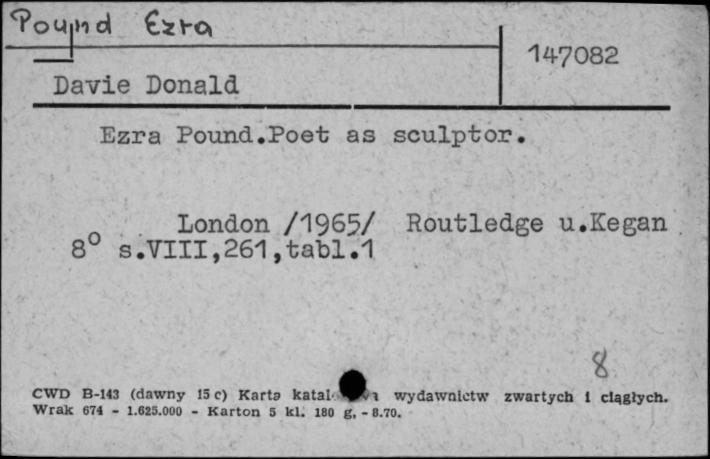 Pound Ezra
147082
Davie Donald
Ezra Pound.Poet as sculptor.
London /1965/ Routledge u.Kegan
8° s.VIII,261,tabl.1
8
CWD B-143 (dawny 15 c) Karta wydawnictw zwartych i ciągłych.
Wrak 674 - 1.625.000 - Karton 5 kl. 180 g, - 8.70.